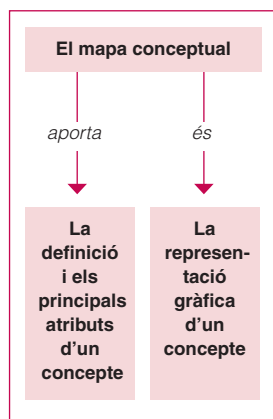 El mapa conceptual
aporta
és
La
definició
i els
principals
atributs
d'un
concepte
La
represen-
tació
gràfica
d'un
concepte